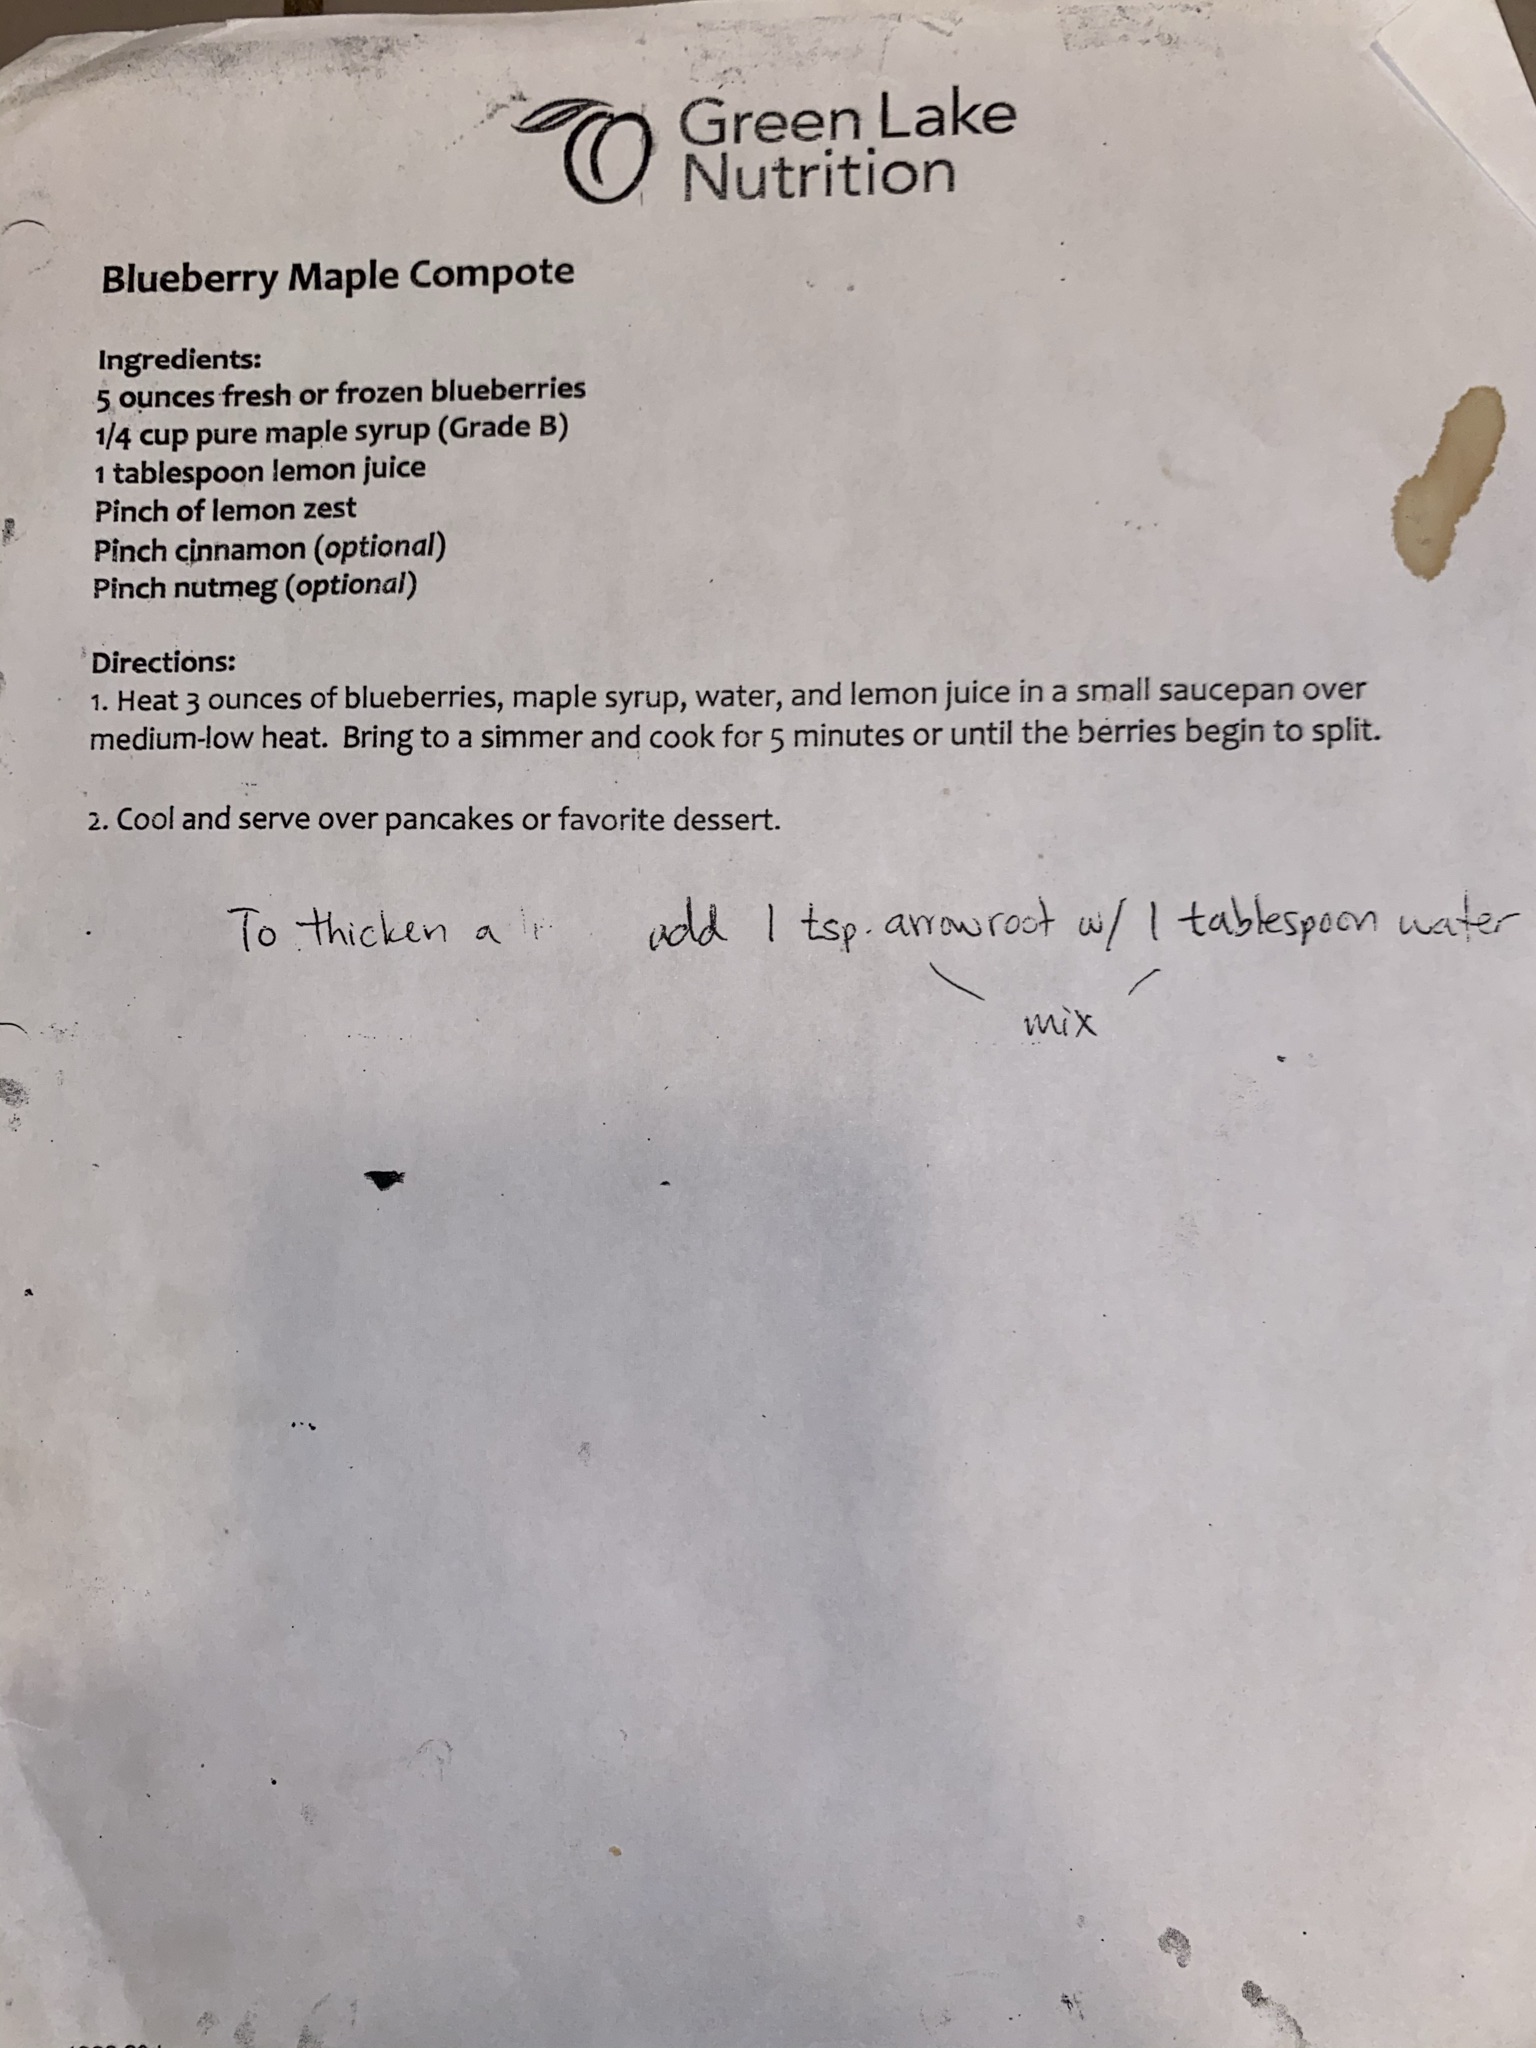 Green Lake
Nutrition
Blueberry Maple Compote
Ingredients:
5 ounces fresh or frozen blueberries
1/4 cup pure maple syrup (Grade B)
1 tablespoon lemon juice
Pinch of lemon zest
Pinch cinnamon (optional)
Pinch nutmeg (optional)
Directions:
1. Heat 3 ounces of blueberries, maple syrup, water, and lemon juice in a small saucepan over
medium-low heat. Bring to a simmer and cook for 5 minutes or until the berries begin to split.
2. Cool and serve over pancakes or favorite dessert.
To thicken a add 1 tsp. arrowroot w/ 1 tablespoon water
mix